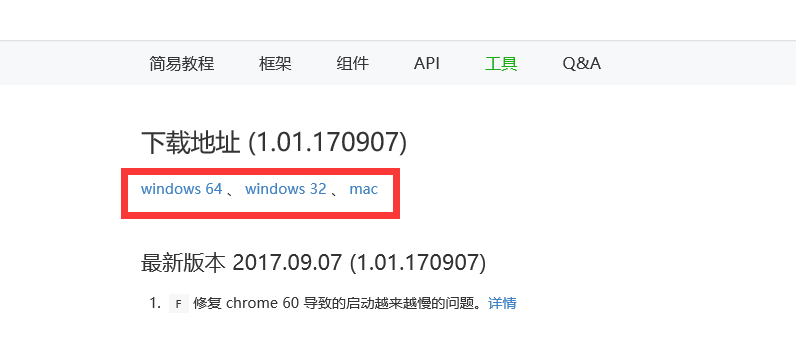 简易教程 框架 组件 API 工具 Q&A
下载地址 (1.01.170907)
windows 64 、 windows 32 、 mac
最新版本 2017.09.07 (1.01.170907)
1. F 修复 chrome 60 导致的启动越来越慢的问题。详情